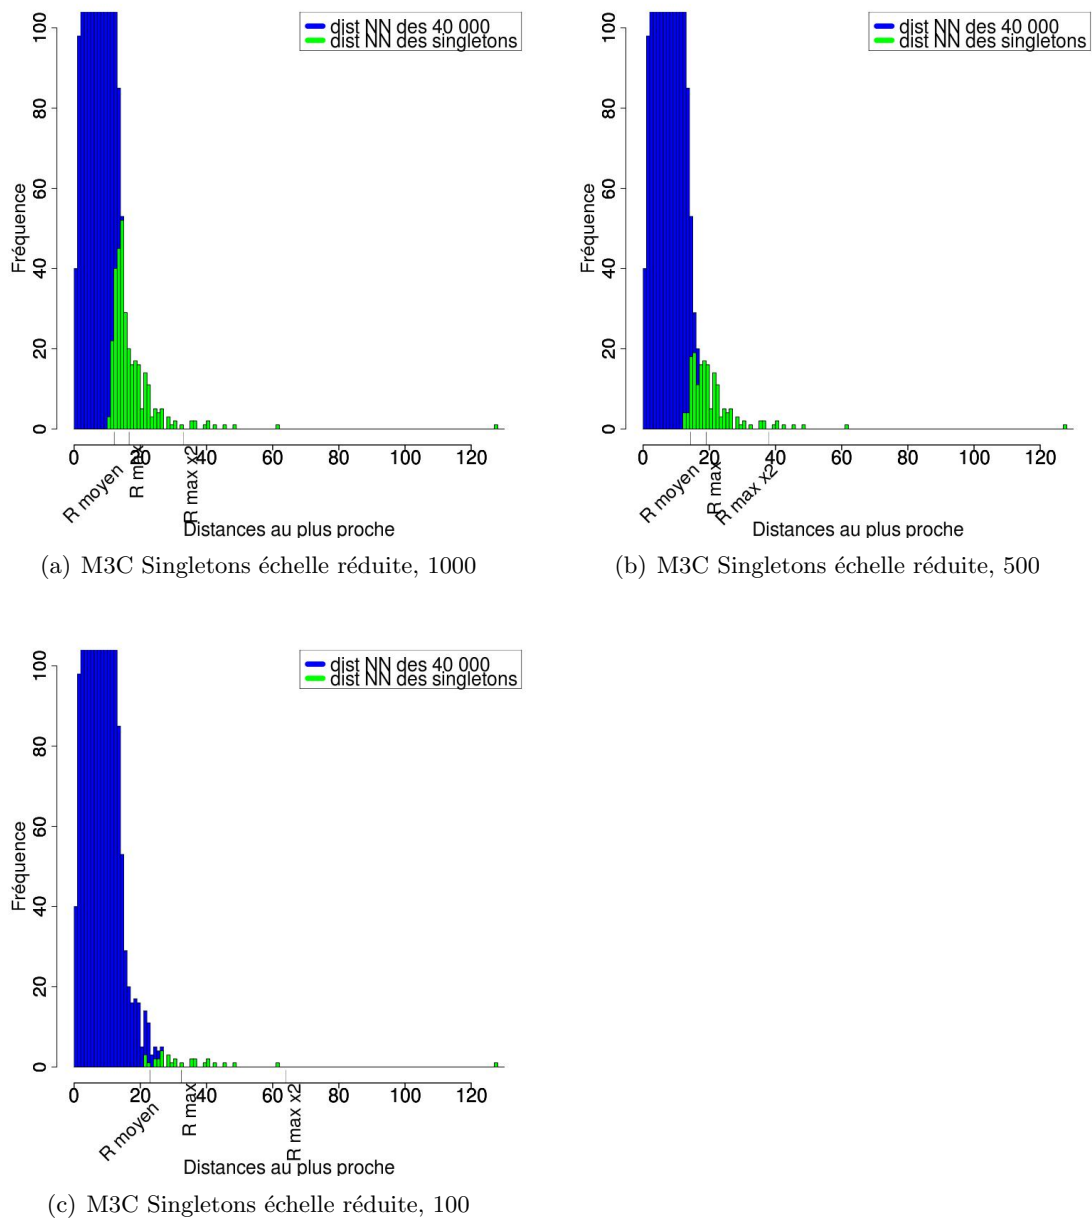 dist NN des 40 000
dist NN des singletons
Fréquence
0 20 40 60 80 100
0 20 40 60 80 100 120
R moyen
R max
R max x2
Distances au plus proche
(a) M3C Singletons échelle réduite, 1000
dist NN des 40 000
dist NN des singletons
Fréquence
0 20 40 60 80 100
0 20 40 60 80 100 120
R moyen
R max
R max x2
Distances au plus proche
(b) M3C Singletons échelle réduite, 500
dist NN des 40 000
dist NN des singletons
Fréquence
0 20 40 60 80 100
0 20 40 60 80 100 120
R moyen
R max
R max x2
Distances au plus proche
(c) M3C Singletons échelle réduite, 100